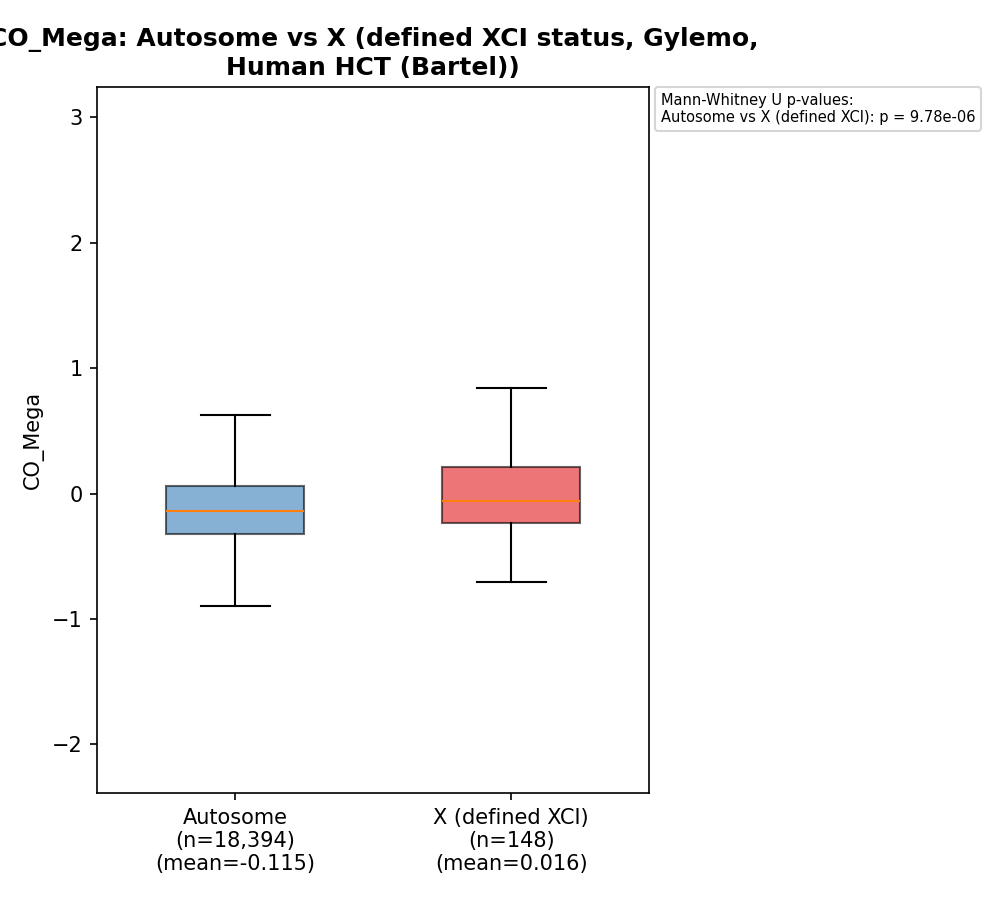 CO_Mega: Autosome vs X (defined XCI status, Gylemo,
Human HCT (Bartel))
Mann-Whitney U p-values:
Autosome vs X (defined XCI): p = 9.78e-06
3
2
1
0
−1
−2
CO_Mega
Autosome
(n=18,394)
(mean=-0.115)
X (defined XCI)
(n=148)
(mean=0.016)